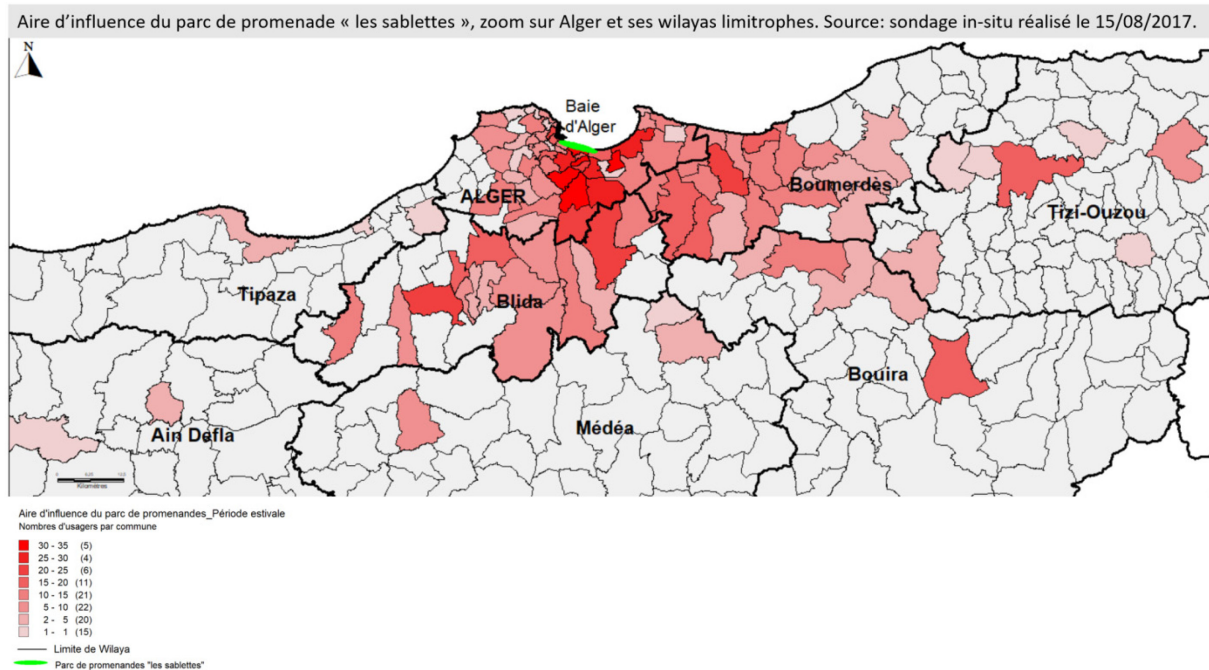 Aire d'influence du parc de promenade « les sablettes », zoom sur Alger et ses wilayas limitrophes. Source: sondage in-situ réalisé le 15/08/2017.
N
Baie
d'Alger
ALGER
Boumerdès
Tizi-Ouzou
Tipaza
Blida
Bouira
Ain Defla
Médéa
Kilomètres
Aire d'influence du parc de promenandes_Période estivale
Nombres d'usagers par commune
30 - 35 (5)
25 - 30 (4)
20 - 25 (6)
15 - 20 (11)
10 - 15 (21)
5 - 10 (22)
2 - 5 (20)
1 - 1 (15)
Limite de Wilaya
Parc de promenandes "les sablettes"